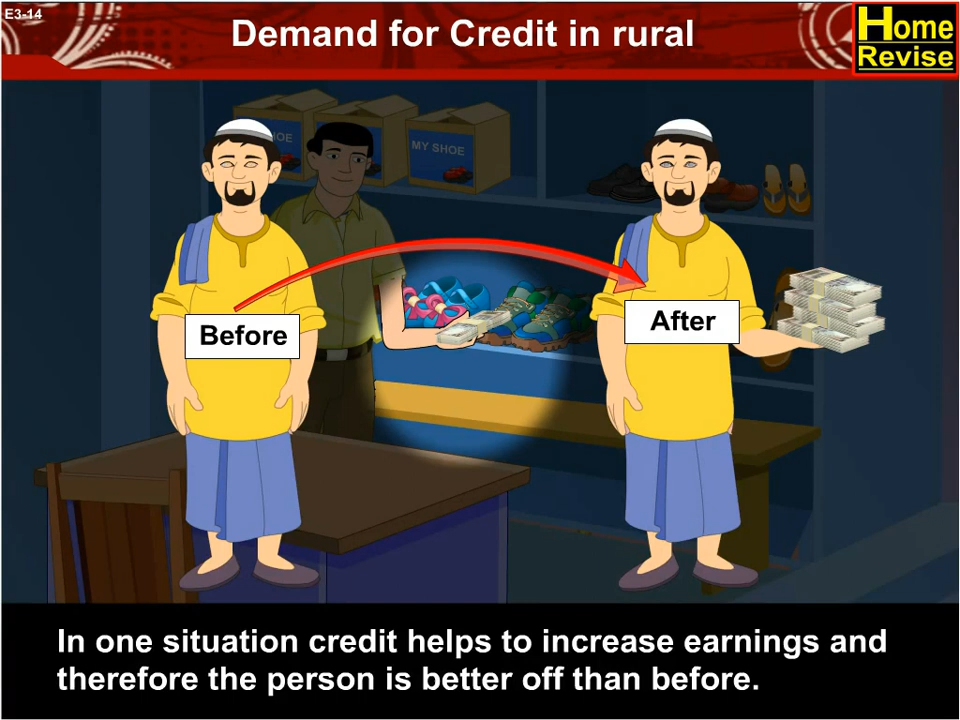 E3-14
Demand for Credit in rural
Home
Revise
MY SHOE
Before
After
In one situation credit helps to increase earnings and
therefore the person is better off than before.